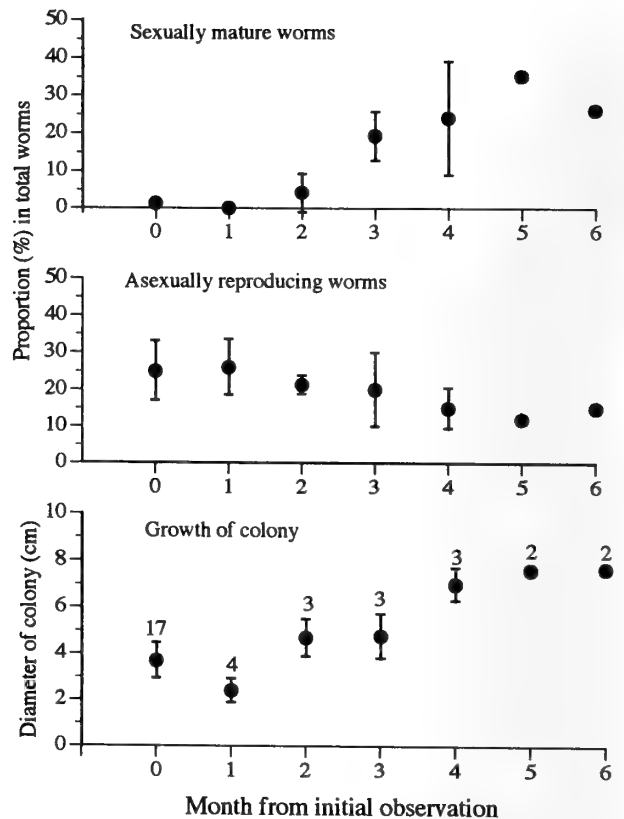 Proportion (%) in total worms
Sexually mature worms
50
40
30
20
10
0
0 1 2 3 4 5 6
Asexually reproducing worms
50
40
30
20
10
0
0 1 2 3 4 5 6
Diameter of colony (cm)
Growth of colony
10
8
6
4
2
0
17 4 3 3 3 2 2
0 1 2 3 4 5 6
Month from initial observation